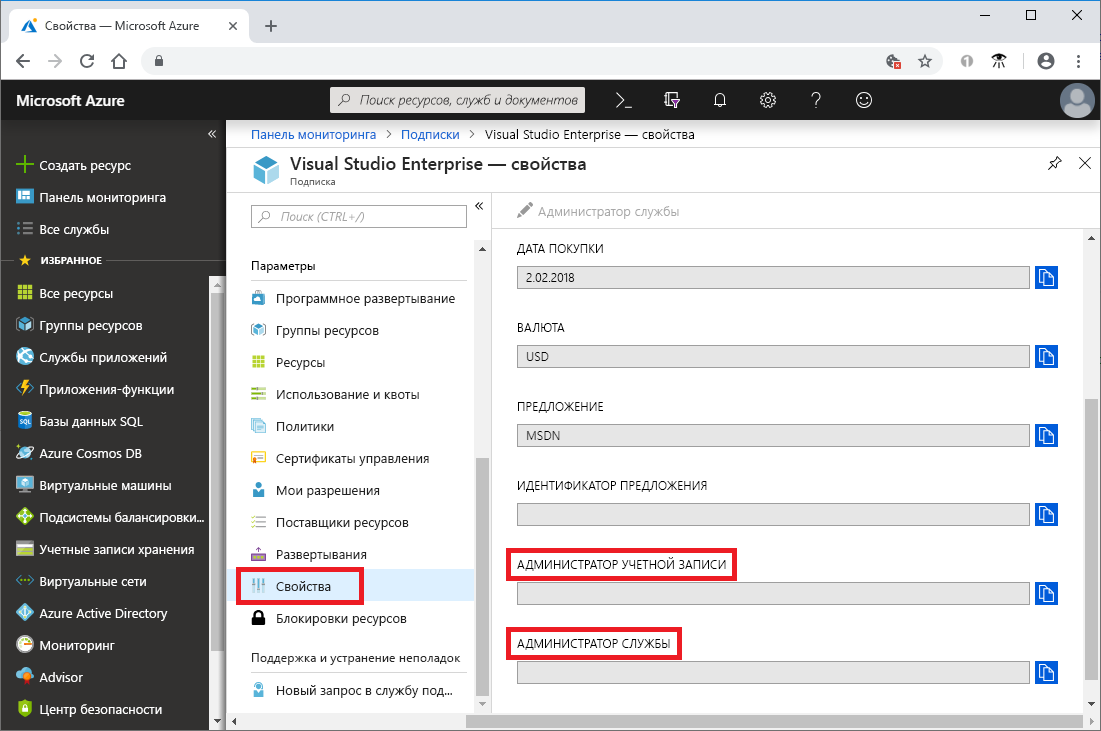 Свойства — Microsoft Azure
Microsoft Azure
Поиск ресурсов, служб и документов
Создать ресурс
Панель мониторинга
Все службы
ИЗБРАННОЕ
Все ресурсы
Группы ресурсов
Службы приложений
Приложения-функции
Базы данных SQL
Azure Cosmos DB
Виртуальные машины
Подсистемы балансировки...
Учетные записи хранения
Виртуальные сети
Azure Active Directory
Мониторинг
Advisor
Центр безопасности
Панель мониторинга > Подписки > Visual Studio Enterprise — свойства
Visual Studio Enterprise — свойства
Подписка
Поиск (CTRL+/)
Параметры
Программное развертывание
Группы ресурсов
Ресурсы
Использование и квоты
Политики
Сертификаты управления
Мои разрешения
Поставщики ресурсов
Развертывания
Свойства
Блокировки ресурсов
Поддержка и устранение неполадок
Новый запрос в службу под...
Администратор службы
ДАТА ПОКУПКИ
2.02.2018
ВАЛЮТА
USD
ПРЕДЛОЖЕНИЕ
MSDN
ИДЕНТИФИКАТОР ПРЕДЛОЖЕНИЯ
АДМИНИСТРАТОР УЧЕТНОЙ ЗАПИСИ
АДМИНИСТРАТОР СЛУЖБЫ